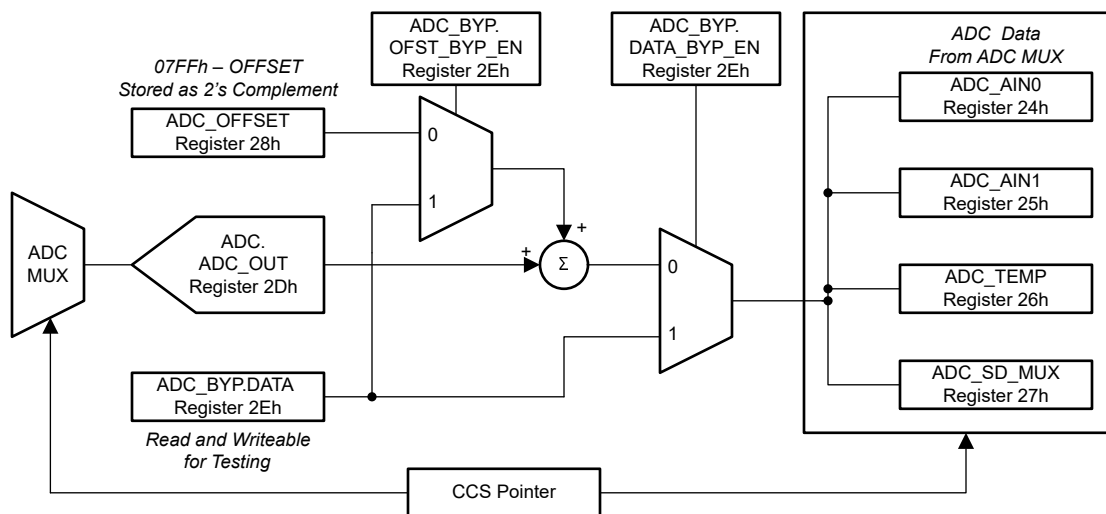 ADC_BYP.
OFST_BYP_EN
Register 2Eh
ADC_BYP.
DATA_BYP_EN
Register 2Eh
ADC Data
From ADC MUX
07FFh – OFFSET
Stored as 2’s Complement
ADC_OFFSET
Register 28h
0
1
ADC_AIN0
Register 24h
ADC_AIN1
Register 25h
ADC
MUX
ADC.
ADC_OUT
Register 2Dh
+
+
Σ
0
1
ADC_TEMP
Register 26h
ADC_BYP.DATA
Register 2Eh
ADC_SD_MUX
Register 27h
Read and Writeable
for Testing
CCS Pointer